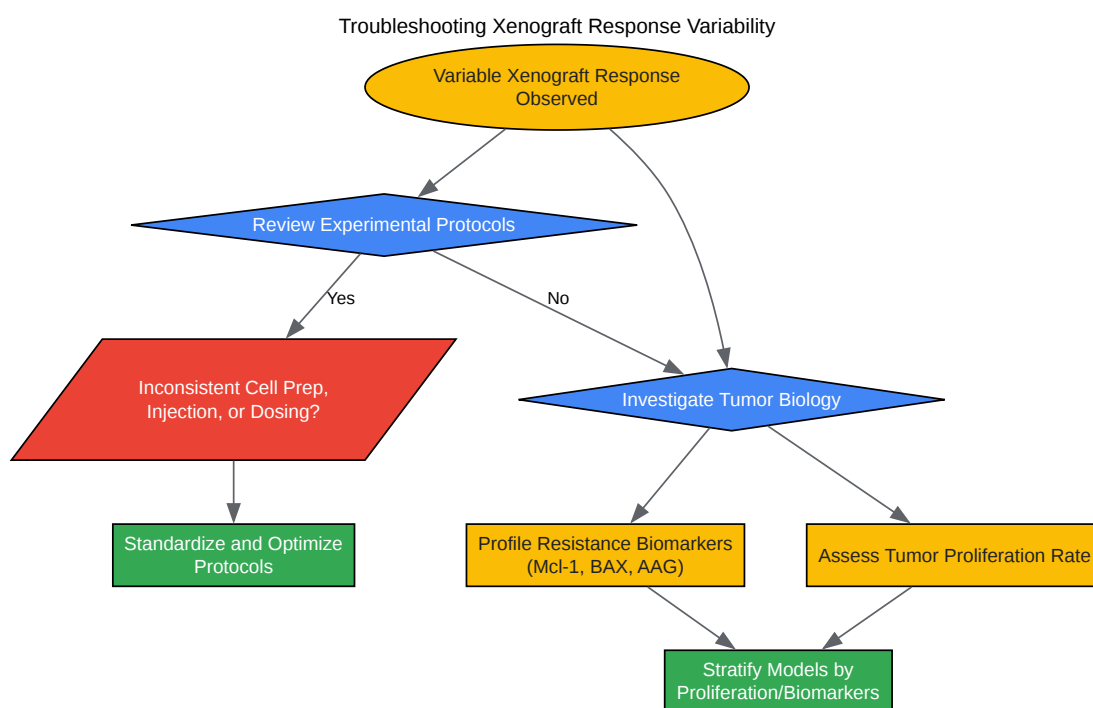 Troubleshooting Xenograft Response Variability
Variable Xenograft Response
Observed
Review Experimental Protocols
Yes
No
Inconsistent Cell Prep,
Injection, or Dosing?
Investigate Tumor Biology
Standardize and Optimize
Protocols
Profile Resistance Biomarkers
(Mcl-1, BAX, AAG)
Assess Tumor Proliferation Rate
Stratify Models by
Proliferation/Biomarkers